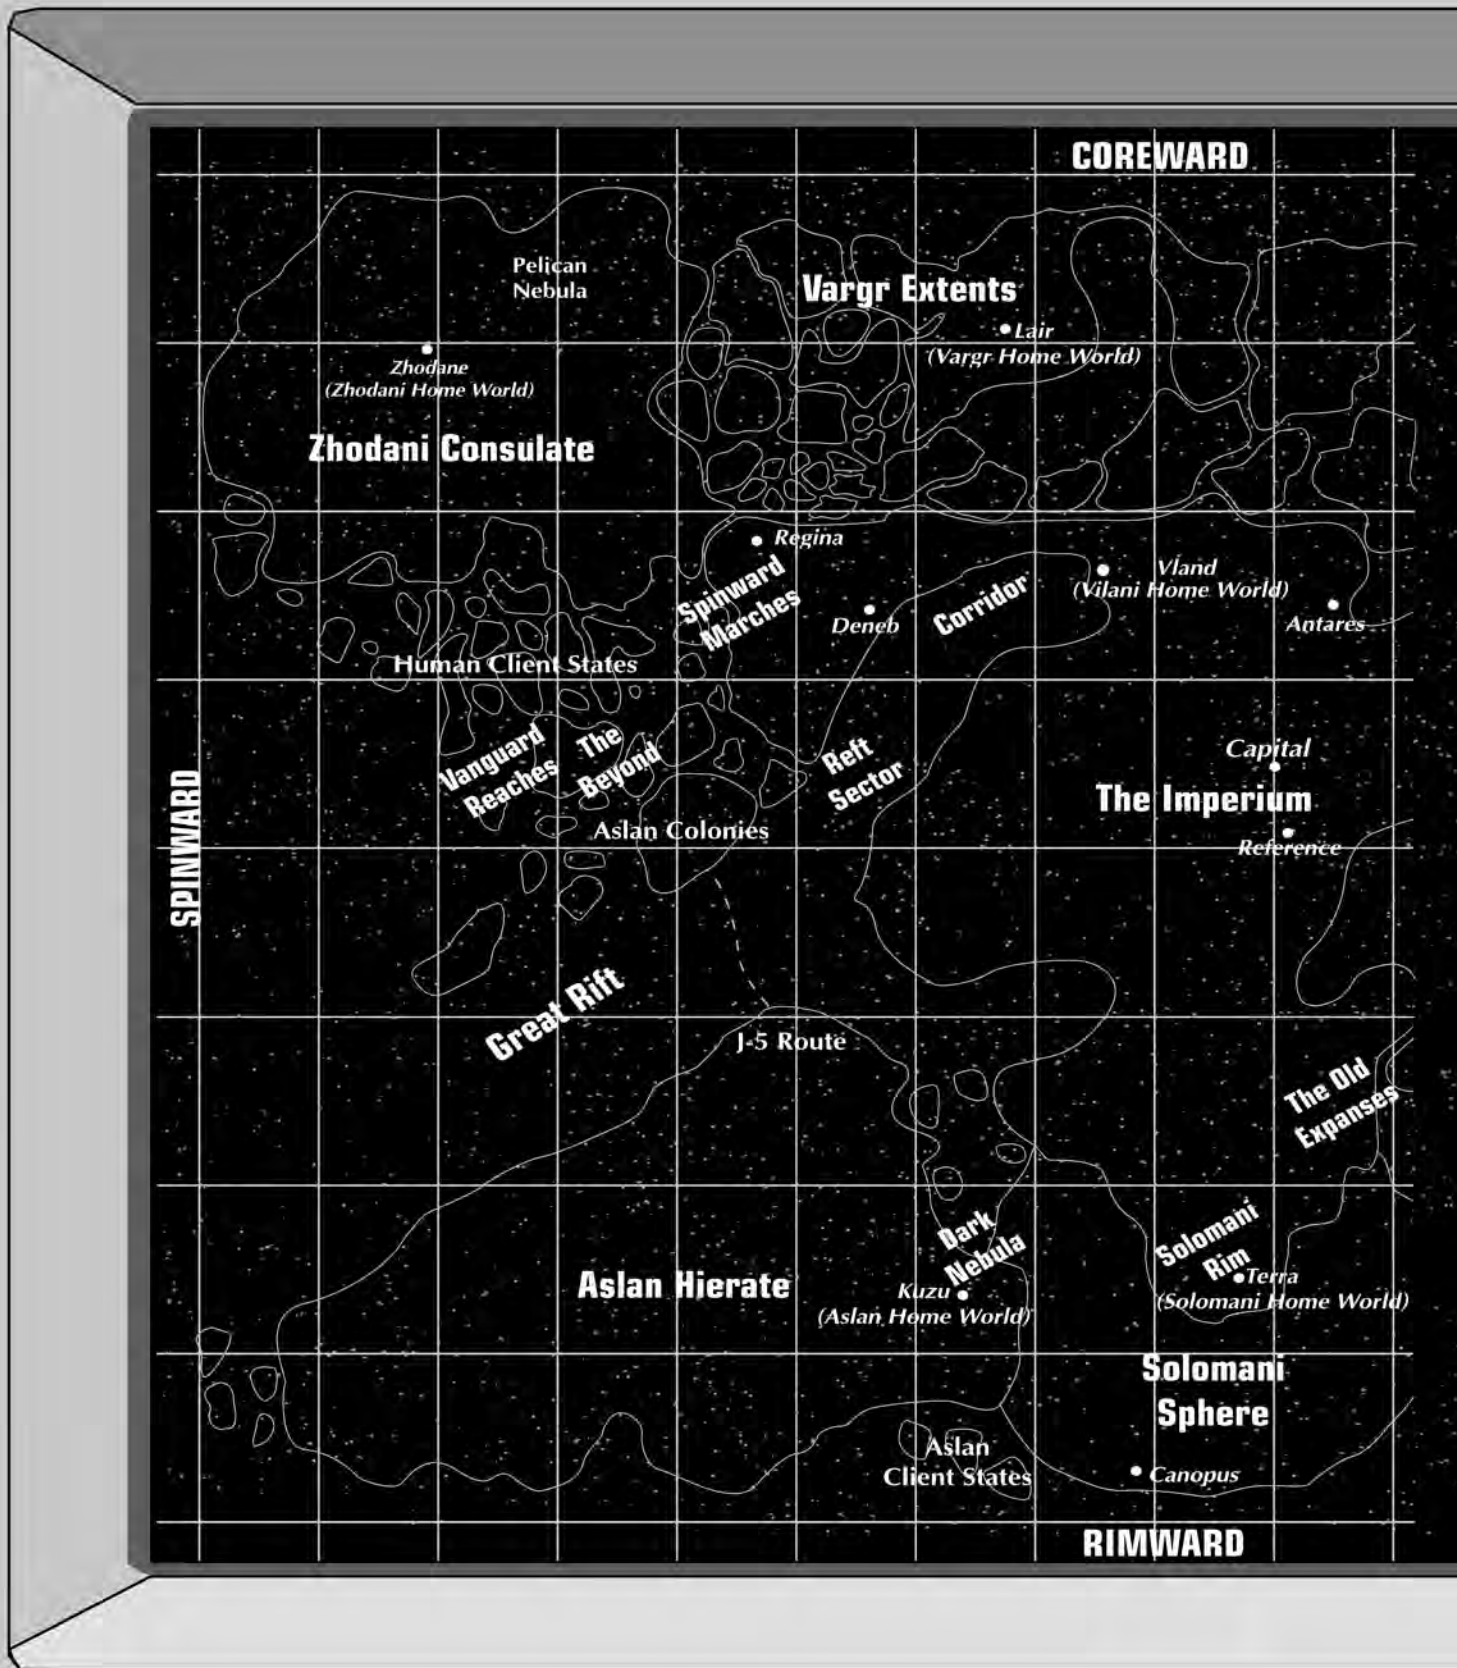 COREWARD
Pelican
Nebula
Vargr Extents
Lair
(Vargr Home World)
Zhodane
(Zhodani Home World)
Zhodani Consulate
Regina
Spinward
Marches
Deneb
Corridor
Vland
(Vilani Home World)
Antares
Human Client States
Vanguard
Reaches
The
Beyond
Reft
Sector
Capital
The Imperium
Reference
SPINWARD
Aslan Colonies
Great Rift
J-5 Route
The Old
Expanses
Dark
Nebula
Solomani
Rim
Aslan Hierate
Kuzu
(Aslan Home World)
Terra
(Solomani Home World)
Solomani
Sphere
Aslan
Client States
Canopus
RIMWARD